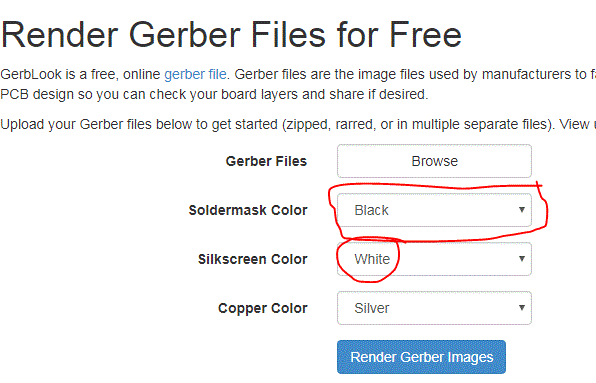 Render Gerber Files for Free
GerbLook is a free, online gerber file. Gerber files are the image files used by manufacturers to
PCB design so you can check your board layers and share if desired.
Upload your Gerber files below to get started (zipped, rarred, or in multiple separate files). View
Gerber Files Browse
Soldermask Color Black
Silkscreen Color White
Copper Color Silver
Render Gerber Images